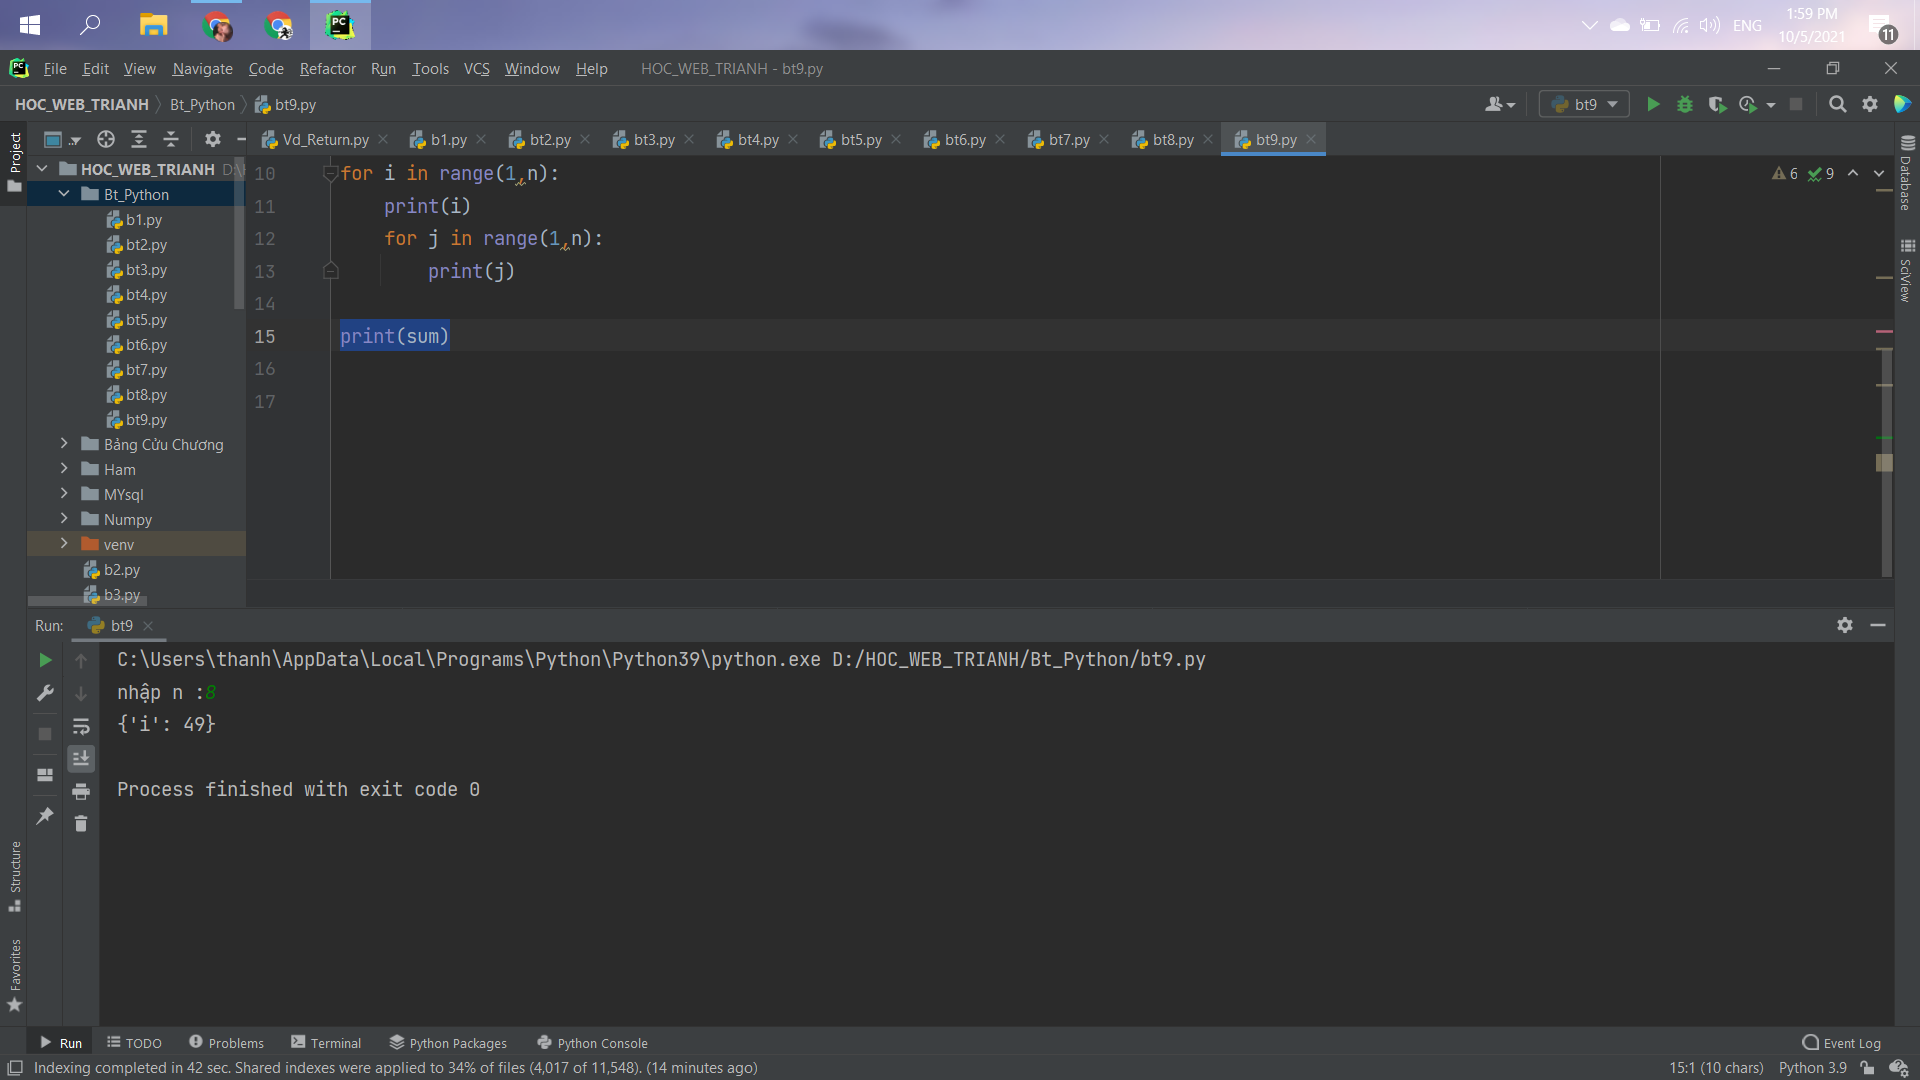 1:59 PM
ENG
10/5/2021
11
File Edit View Navigate Code Refactor Run Tools VCS Window Help HOC_WEB_TRIANH - bt9.py
HOC_WEB_TRIANH Bt_Python bt9.py
bt9
Project
Vd_Return.py b1.py bt2.py bt3.py bt4.py bt5.py bt6.py bt7.py bt8.py bt9.py
HOC_WEB_TRIANH D:\
Bt_Python
b1.py
bt2.py
bt3.py
bt4.py
bt5.py
bt6.py
bt7.py
bt8.py
bt9.py
Bảng Cửu Chương
Ham
MYsql
Numpy
venv
b2.py
b3.py
10 for i in range(1,n):
11 print(i)
12 for j in range(1,n):
13 print(j)
14
15 print(sum)
16
17
6 9
Database
SciView
Run: bt9
C:\Users\thanh\AppData\Local\Programs\Python\Python39\python.exe D:/HOC_WEB_TRIANH/Bt_Python/bt9.py
nhập n :8
{'i': 49}
Process finished with exit code 0
Structure
Favorites
Run TODO Problems Terminal Python Packages Python Console Event Log
Indexing completed in 42 sec. Shared indexes were applied to 34% of files (4,017 of 11,548). (14 minutes ago) 15:1 (10 chars) Python 3.9